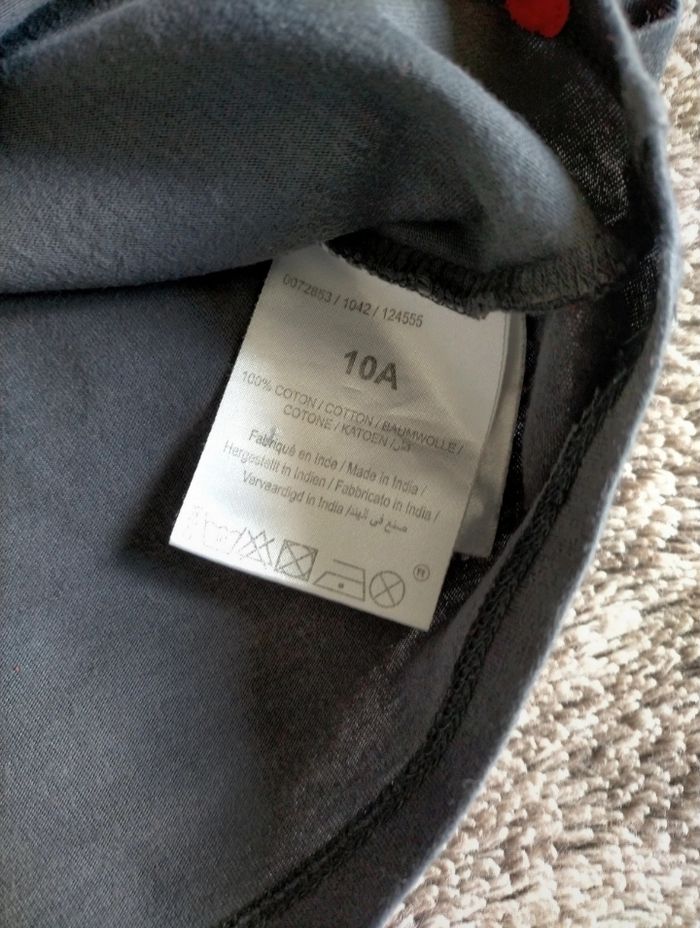 0072853 / 1042 / 124555
10A
100% COTON / COTTON / BAUMWOLLE /
COTONE / KATOEN / قطن
Fabriqué en Ince / Made in India /
Hergestellt in Indien / Fabbricato in India /
Vervaardigd in India / صنع في الهند